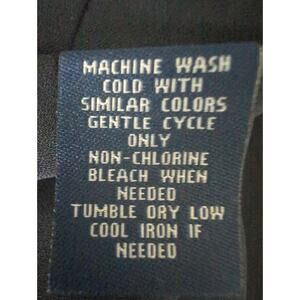 MACHINE WASH
COLD WITH
SIMILAR COLORS
GENTLE CYCLE
ONLY
NON-CHLORINE
BLEACH WHEN
NEEDED
TUMBLE DRY LOW
COOL IRON IF
NEEDED